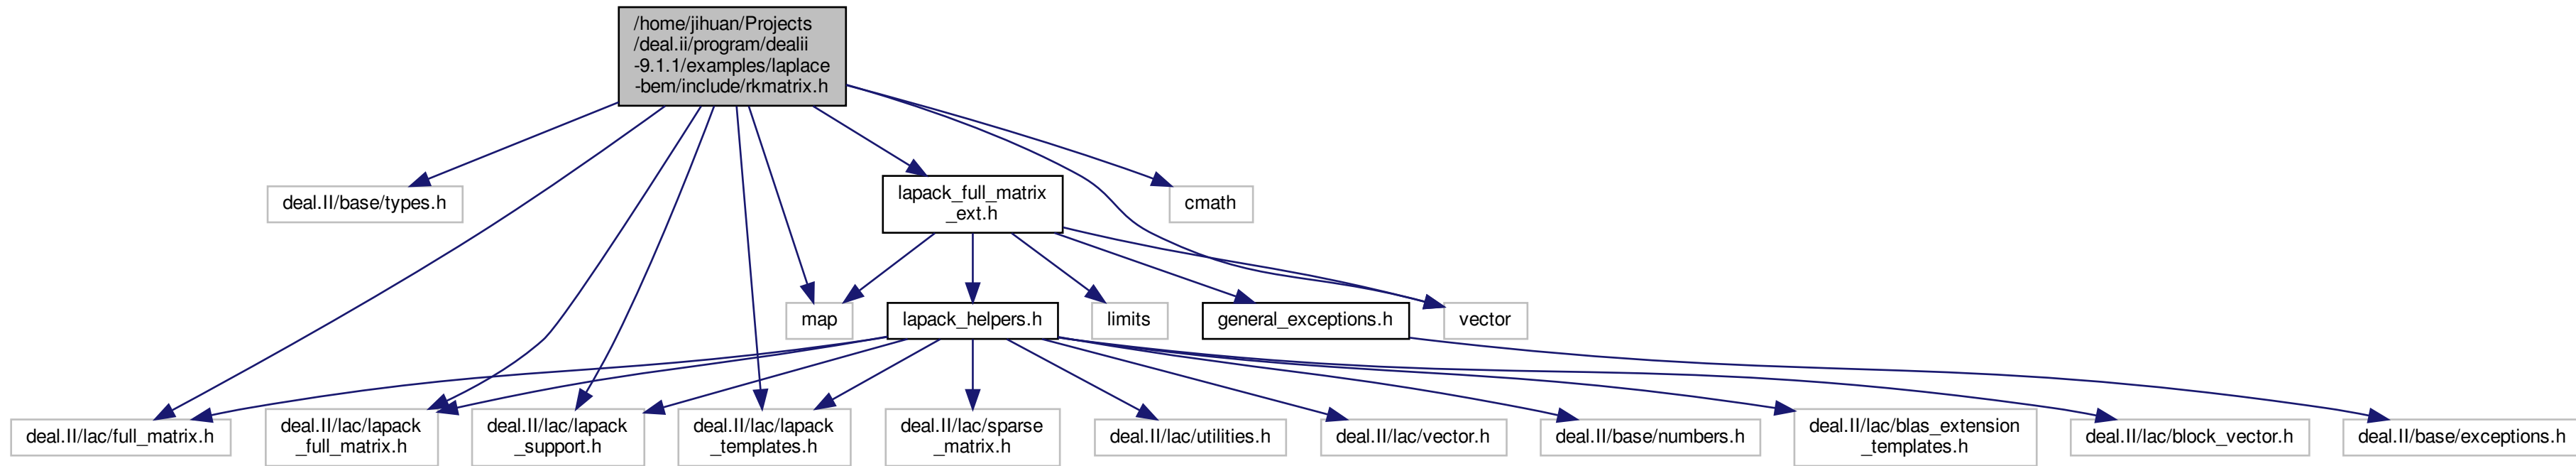 /home/jihuan/Projects
/deal.ii/program/dealii
-9.1.1/examples/laplace
-bem/include/rkmatrix.h
deal.II/base/types.h
lapack_full_matrix
_ext.h
cmath
map
lapack_helpers.h
limits
general_exceptions.h
vector
deal.II/lac/full_matrix.h
deal.II/lac/lapack
_full_matrix.h
deal.II/lac/lapack
_support.h
deal.II/lac/lapack
_templates.h
deal.II/lac/sparse
_matrix.h
deal.II/lac/utilities.h
deal.II/lac/vector.h
deal.II/base/numbers.h
deal.II/lac/blas_extension
_templates.h
deal.II/lac/block_vector.h
deal.II/base/exceptions.h